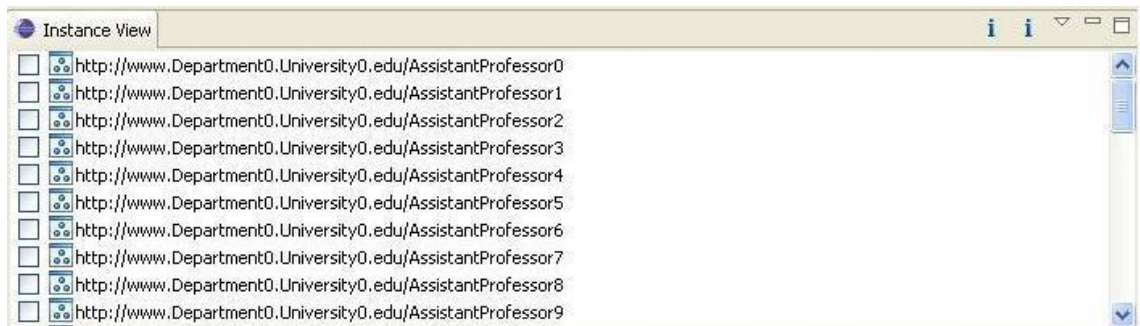 Instance View i i
http://www.Department0.University0.edu/AssistantProfessor0
http://www.Department0.University0.edu/AssistantProfessor1
http://www.Department0.University0.edu/AssistantProfessor2
http://www.Department0.University0.edu/AssistantProfessor3
http://www.Department0.University0.edu/AssistantProfessor4
http://www.Department0.University0.edu/AssistantProfessor5
http://www.Department0.University0.edu/AssistantProfessor6
http://www.Department0.University0.edu/AssistantProfessor7
http://www.Department0.University0.edu/AssistantProfessor8
http://www.Department0.University0.edu/AssistantProfessor9